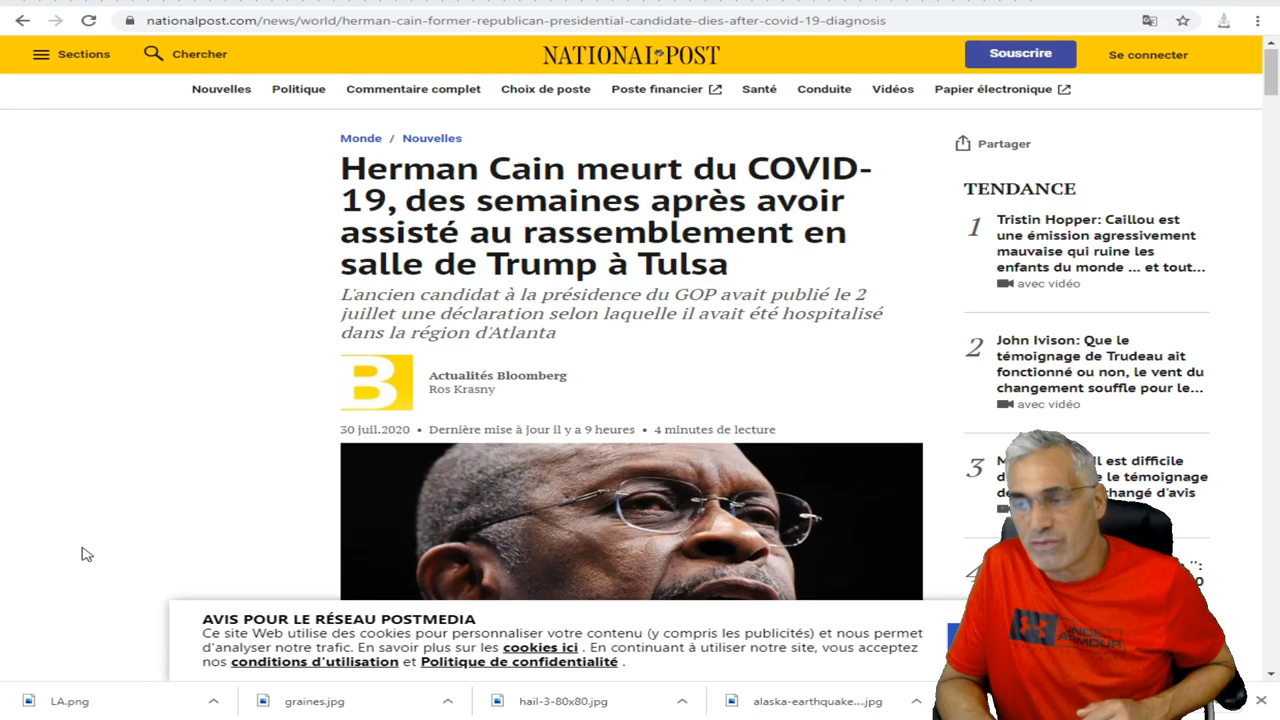 nationalpost.com/news/world/herman-cain-former-republican-presidential-candidate-dies-after-covid-19-diagnosis
Sections Chercher NATIONAL POST Souscrire Se connecter
Nouvelles Politique Commentaire complet Choix de poste Poste financier Santé Conduite Vidéos Papier électronique
Monde / Nouvelles
Herman Cain meurt du COVID-
19, des semaines après avoir
assisté au rassemblement en
salle de Trump à Tulsa
L'ancien candidat à la présidence du GOP avait publié le 2
juillet une déclaration selon laquelle il avait été hospitalisé
dans la région d'Atlanta
B
Actualités Bloomberg
Ros Krasny
30 juil.2020 • Dernière mise à jour il y a 9 heures • 4 minutes de lecture
Partager
TENDANCE
1
Tristin Hopper: Caillou est
une émission agressivement
mauvaise qui ruine les
enfants du monde ... et tout...
avec vidéo
2
John Ivison: Que le
témoignage de Trudeau ait
fonctionné ou non, le vent du
changement souffle pour le...
avec vidéo
3
est difficile
le témoignage
changé d'avis
4
AVIS POUR LE RÉSEAU POSTMEDIA
Ce site Web utilise des cookies pour personnaliser votre contenu (y compris les publicités) et nous permet
d'analyser notre trafic. En savoir plus sur les cookies ici . En continuant à utiliser notre site, vous acceptez
nos conditions d'utilisation et Politique de confidentialité .
UNDER
ARMOUR
LA.png graines.jpg hail-3-80x80.jpg alaska-earthquake....jpg